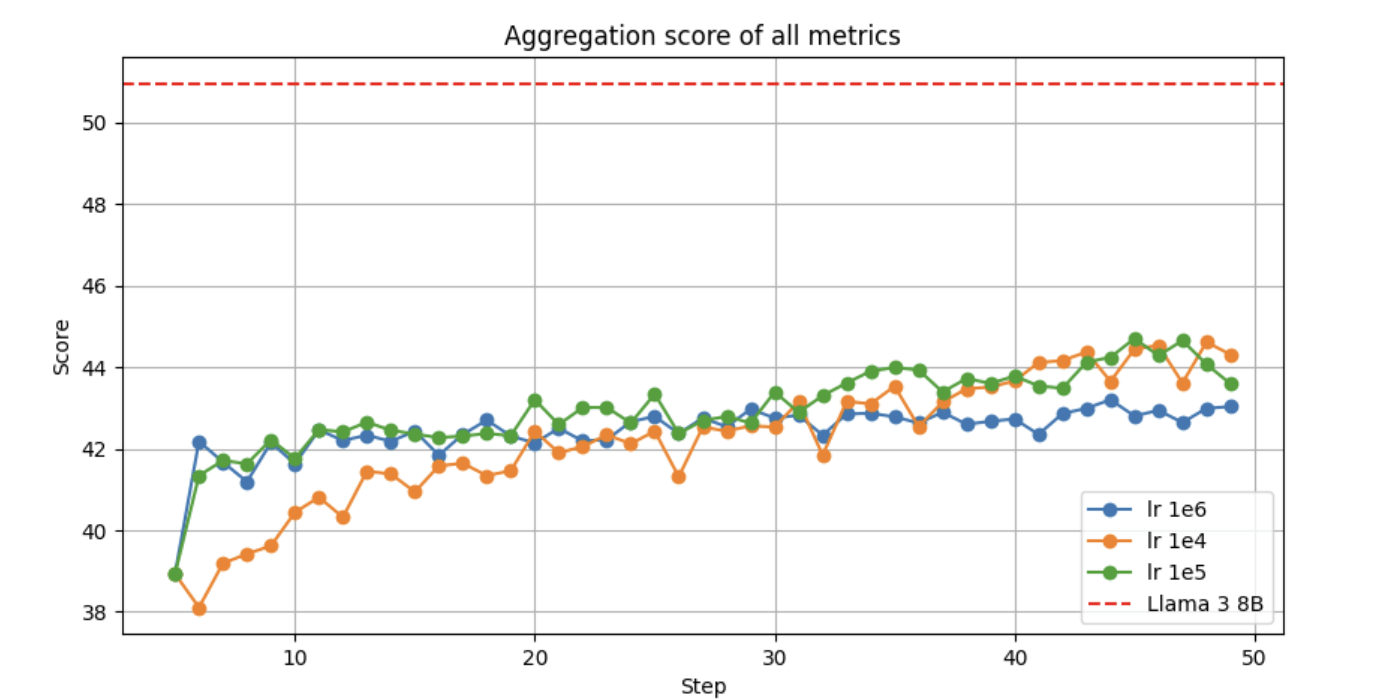 Aggregation score of all metrics
50
48
46
44
42
40
38
Score
10 20 30 40 50
Step
lr 1e6
lr 1e4
lr 1e5
Llama 3 8B